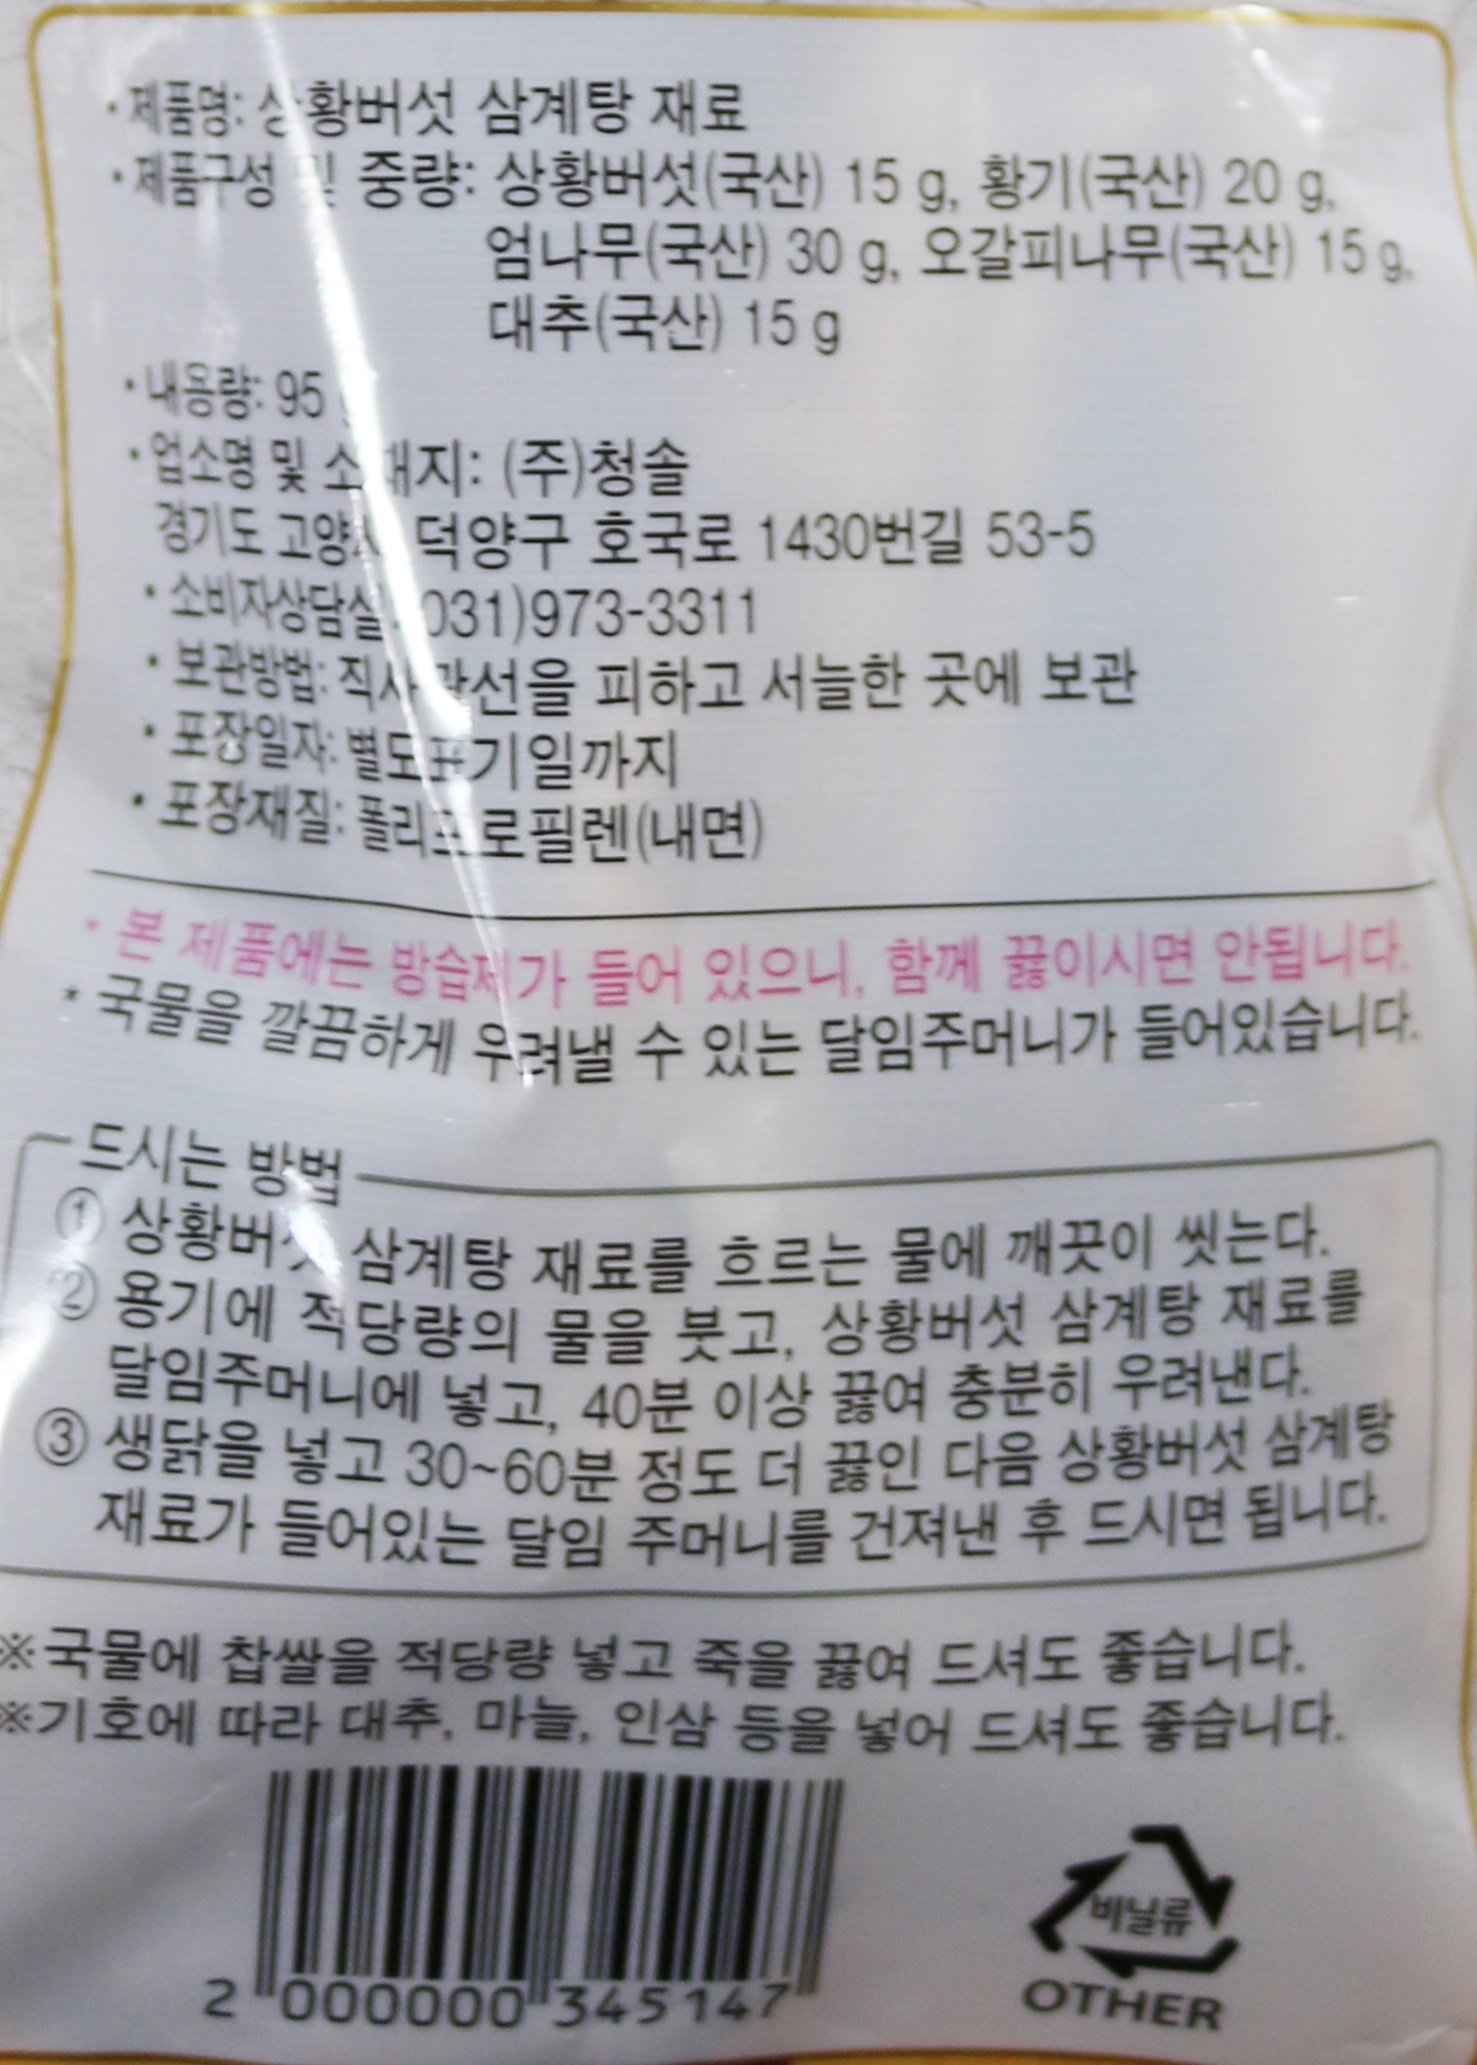 ·제품명: 상황버섯 삼계탕 재료
·제품구성 및 중량: 상황버섯(국산) 15 g, 황기(국산) 20 g,
엄나무(국산) 30 g, 오갈피나무(국산) 15 g,
대추(국산) 15 g
·내용량: 95 g
·업소명 및 소재지: (주)청솔
경기도 고양시 덕양구 호국로 1430번길 53-5
·소비자상담실: 031)973-3311
·보관방법: 직사광선을 피하고 서늘한 곳에 보관
·포장일자: 별도표기일까지
·포장재질: 폴리프로필렌(내면)
* 본 제품에는 방습제가 들어 있으니, 함께 끓이시면 안됩니다.
* 국물을 깔끔하게 우려낼 수 있는 달임주머니가 들어있습니다.
드시는 방법
① 상황버섯 삼계탕 재료를 흐르는 물에 깨끗이 씻는다.
② 용기에 적당량의 물을 붓고, 상황버섯 삼계탕 재료를
달임주머니에 넣고, 40분 이상 끓여 충분히 우려낸다.
③ 생닭을 넣고 30~60분 정도 더 끓인 다음 상황버섯 삼계탕
재료가 들어있는 달임 주머니를 건져낸 후 드시면 됩니다.
※국물에 찹쌀을 적당량 넣고 죽을 끓여 드셔도 좋습니다.
※기호에 따라 대추, 마늘, 인삼 등을 넣어 드셔도 좋습니다.
비닐류
OTHER
2 000000 345147